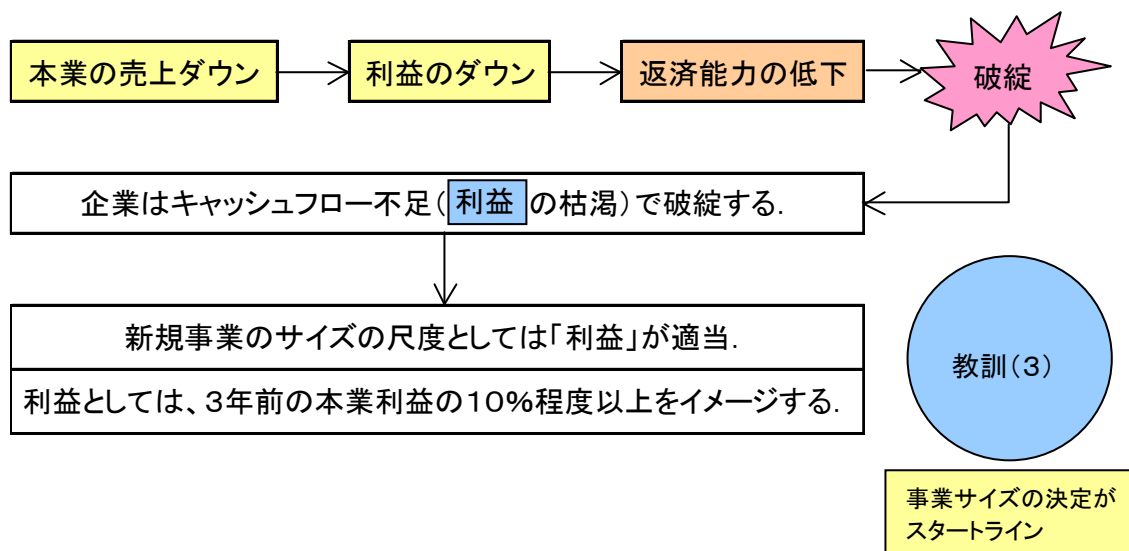 本業の売上ダウン
利益のダウン
返済能力の低下
破綻
企業はキャッシュフロー不足(利益の枯渇)で破綻する.
新規事業のサイズの尺度としては「利益」が適当.
利益としては、3年前の本業利益の10%程度以上をイメージする.
教訓(3)
事業サイズの決定が
スタートライン